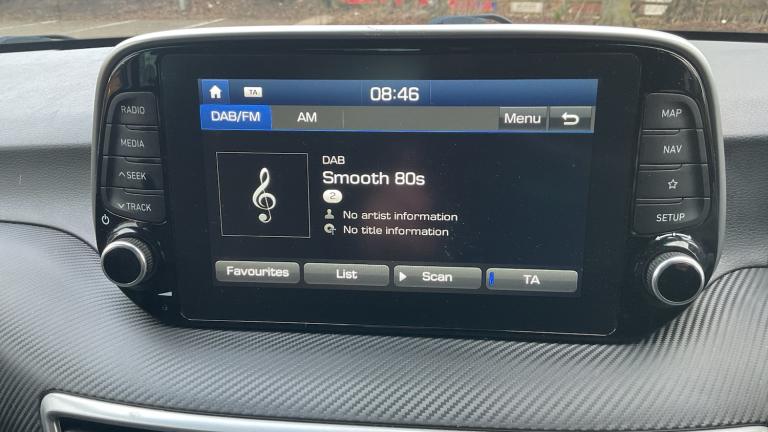 TA 08:46
DAB/FM AM Menu
RADIO
MEDIA
SEEK
TRACK
DAB
Smooth 80s
2
No artist information
No title information
Favourites List Scan TA
MAP
NAV
SETUP